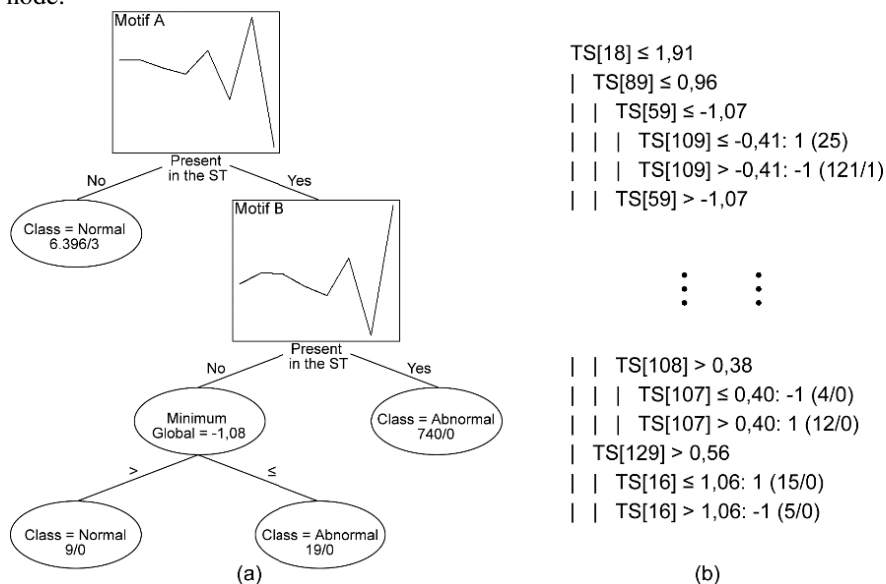 node.
Motif A
Present
in the ST
No
Yes
Class = Normal
6.396/3
Motif B
Present
in the ST
No
Yes
Minimum
Global = -1,08
Class = Abnormal
740/0
>
≤
Class = Normal
9/0
Class = Abnormal
19/0
(a)
TS[18] ≤ 1,91
| TS[89] ≤ 0,96
| | TS[59] ≤ -1,07
| | | TS[109] ≤ -0,41: 1 (25)
| | | TS[109] > -0,41: -1 (121/1)
| | TS[59] > -1,07
| | TS[108] > 0,38
| | | TS[107] ≤ 0,40: -1 (4/0)
| | | TS[107] > 0,40: 1 (12/0)
| TS[129] > 0,56
| | TS[16] ≤ 1,06: 1 (15/0)
| | TS[16] > 1,06: -1 (5/0)
(b)